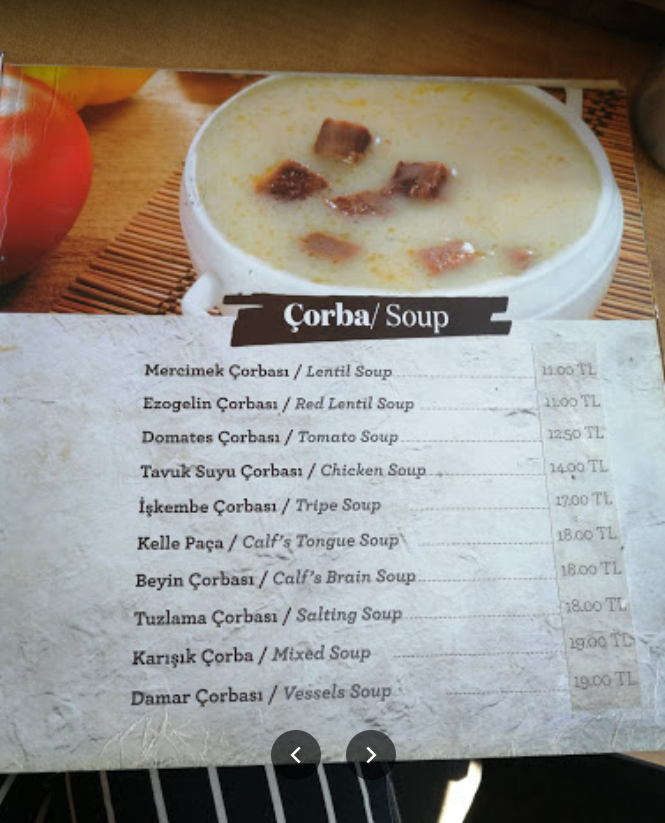 Çorba/ Soup
Mercimek Çorbası / Lentil Soup 11.00 TL
Ezogelin Çorbası / Red Lentil Soup 11.00 TL
Domates Çorbası / Tomato Soup 12.50 TL
Tavuk Suyu Çorbası / Chicken Soup 14.00 TL
İşkembe Çorbası / Tripe Soup 17.00 TL
Kelle Paça / Calf's Tongue Soup 18.00 TL
Beyin Çorbası / Calf's Brain Soup 18.00 TL
Tuzlama Çorbası / Salting Soup 18.00 TL
Karışık Çorba / Mixed Soup 19.00 TL
Damar Çorbası / Vessels Soup 19.00 TL